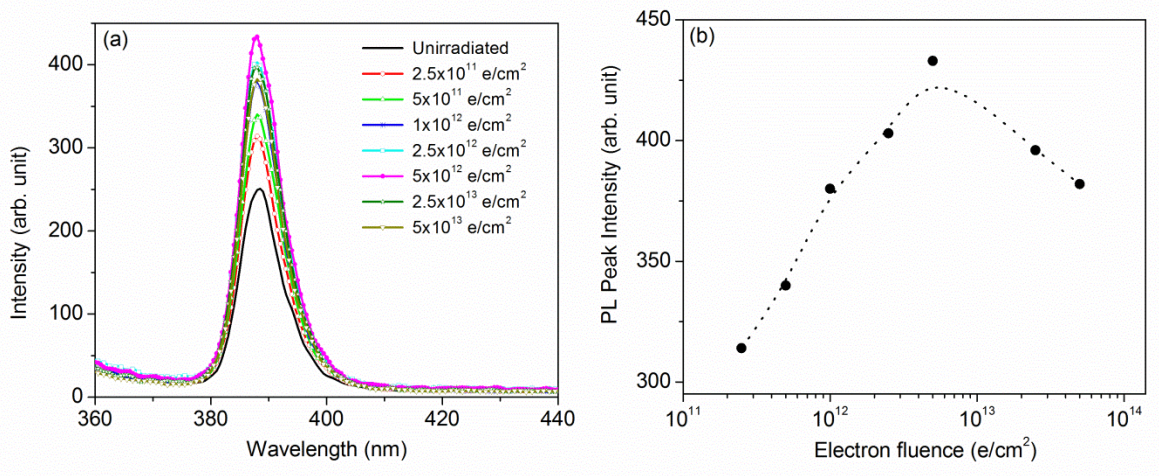 (a)
Unirradiated
2.5x10¹¹ e/cm²
5x10¹¹ e/cm²
1x10¹² e/cm²
2.5x10¹² e/cm²
5x10¹² e/cm²
2.5x10¹³ e/cm²
5x10¹³ e/cm²
400
300
200
100
0
Intensity (arb. unit)
360 380 400 420 440
Wavelength (nm)
(b)
450
400
350
300
PL Peak Intensity (arb. unit)
10¹¹ 10¹² 10¹³ 10¹⁴
Electron fluence (e/cm²)